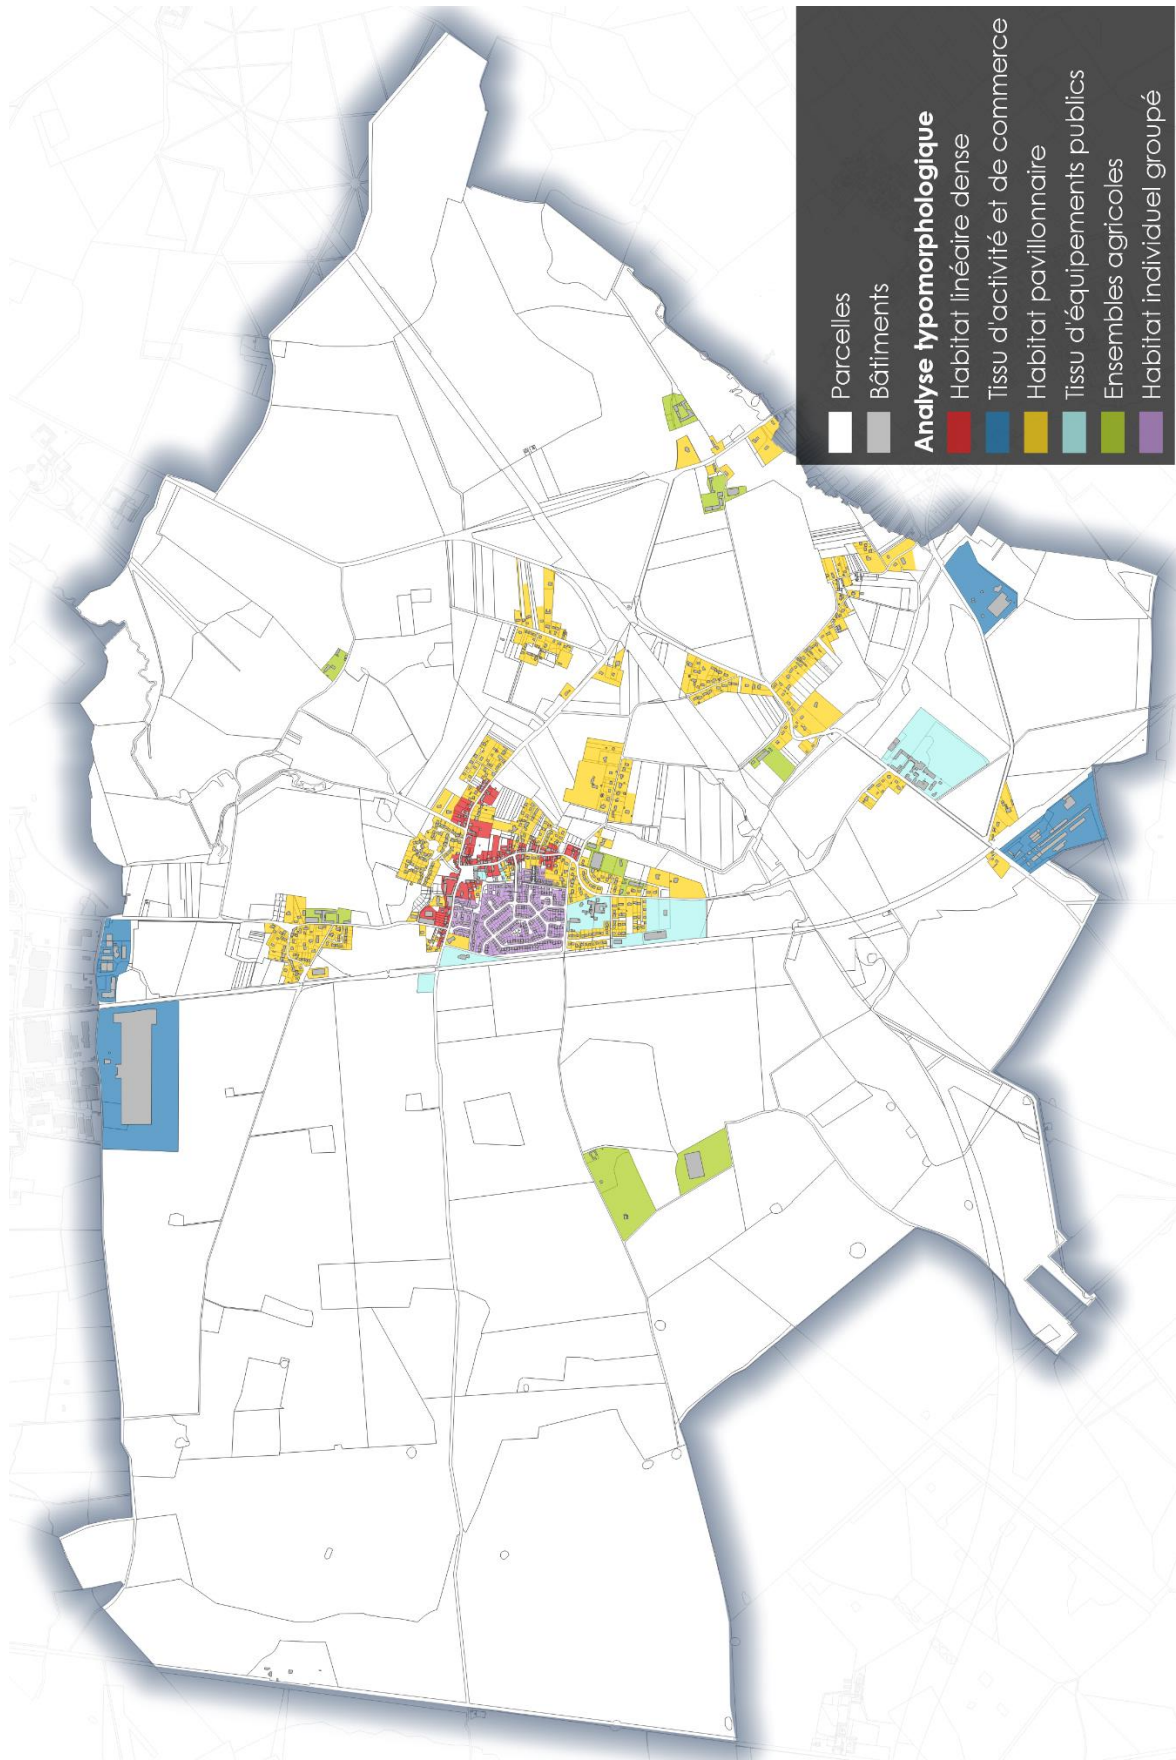 Parcelles
Bâtiments
Analyse typomorphologique
Habitat linéaire dense
Tissu d'activité et de commerce
Habitat pavillonnaire
Tissu d'équipements publics
Ensembles agricoles
Habitat individuel groupé